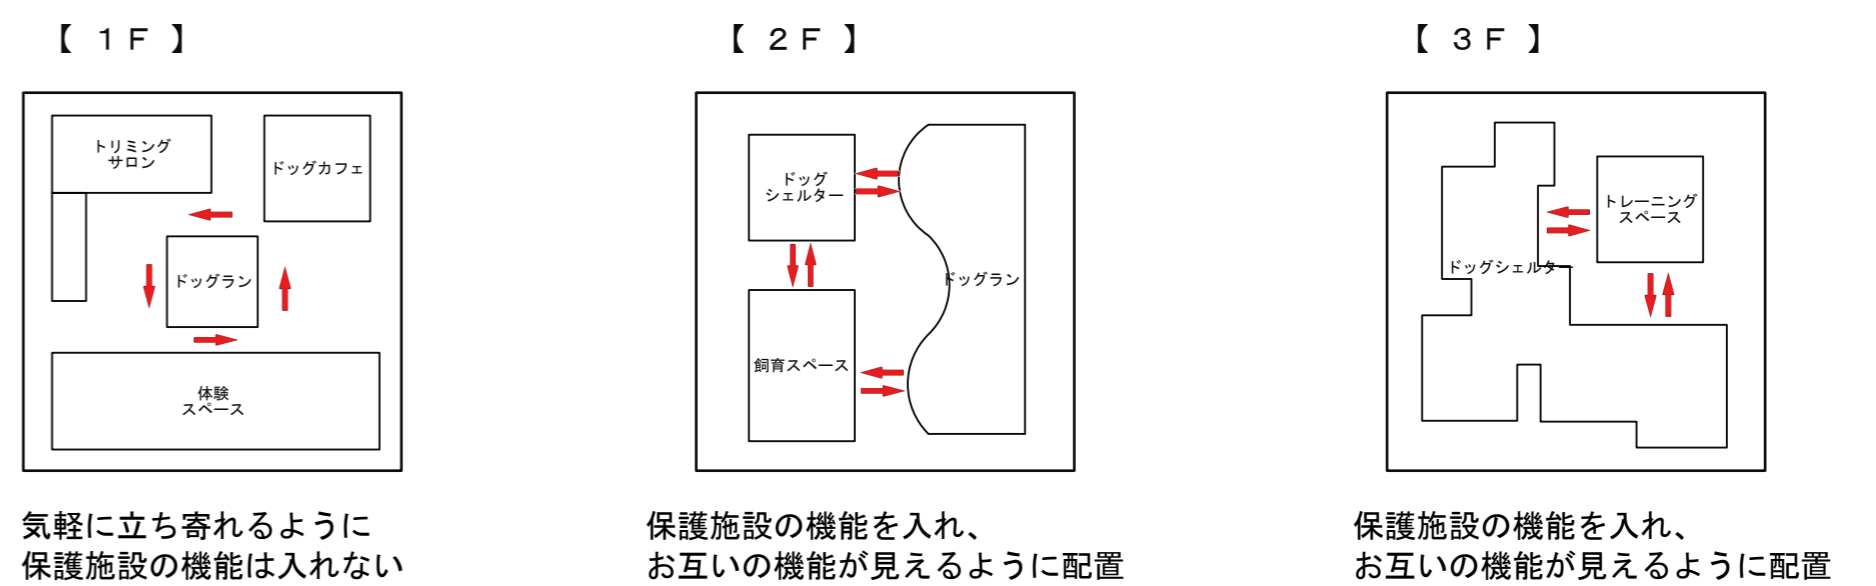 【 1F 】
トリミング
サロン
ドッグカフェ
ドッグラン
体験
スペース
気軽に立ち寄れるように
保護施設の機能は入れない
【 2F 】
ドッグ
シェルター
ドッグラン
飼育スペース
保護施設の機能を入れ、
お互いの機能が見えるように配置
【 3F 】
トレーニング
スペース
ドッグシェルター
保護施設の機能を入れ、
お互いの機能が見えるように配置